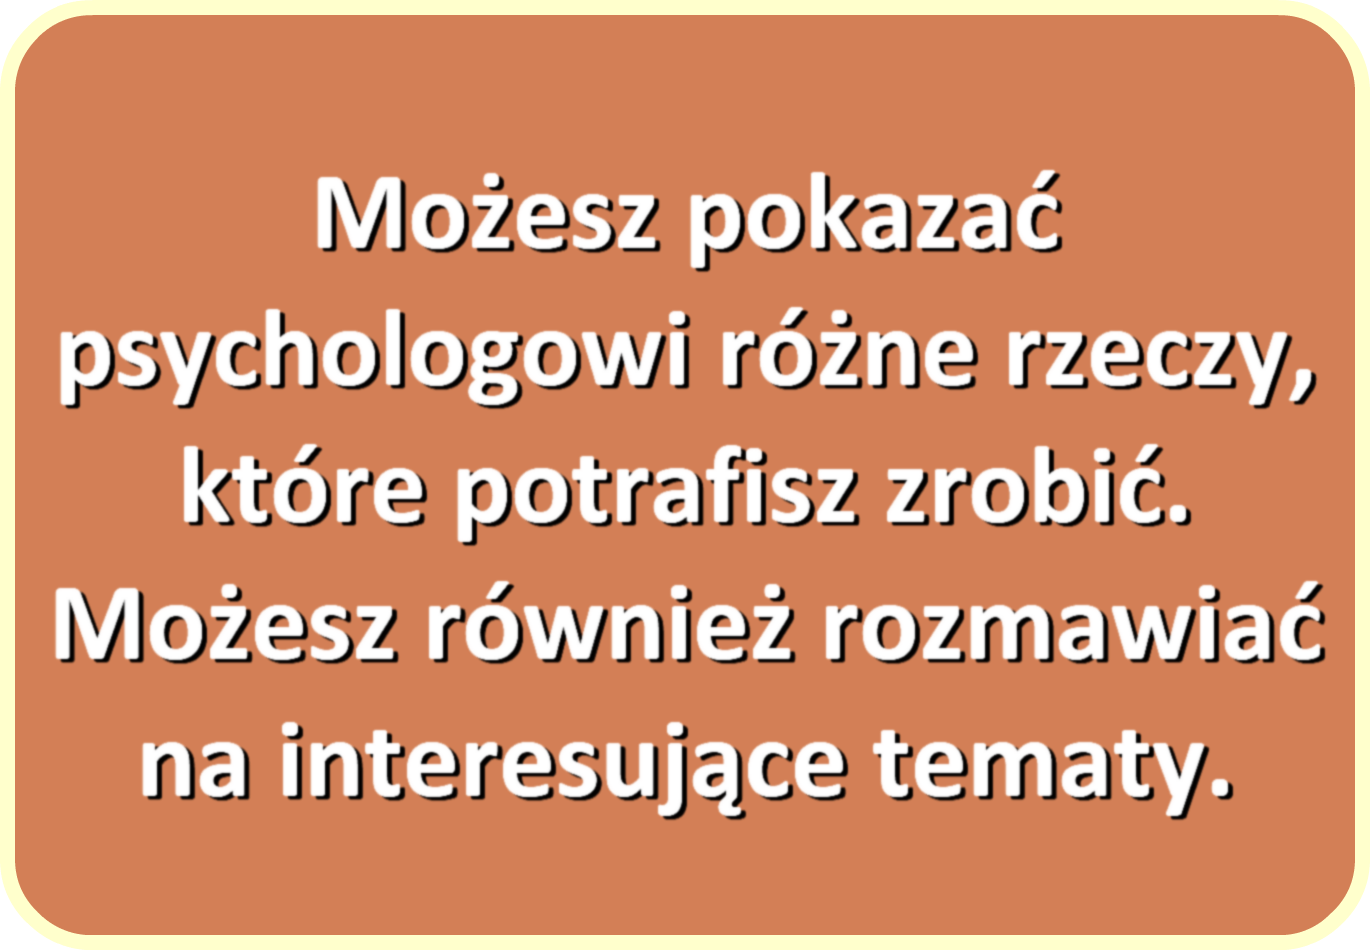 Możesz pokazać
psychologowi różne rzeczy,
które potrafisz zrobić.
Możesz również rozmawiać
na interesujące tematy.